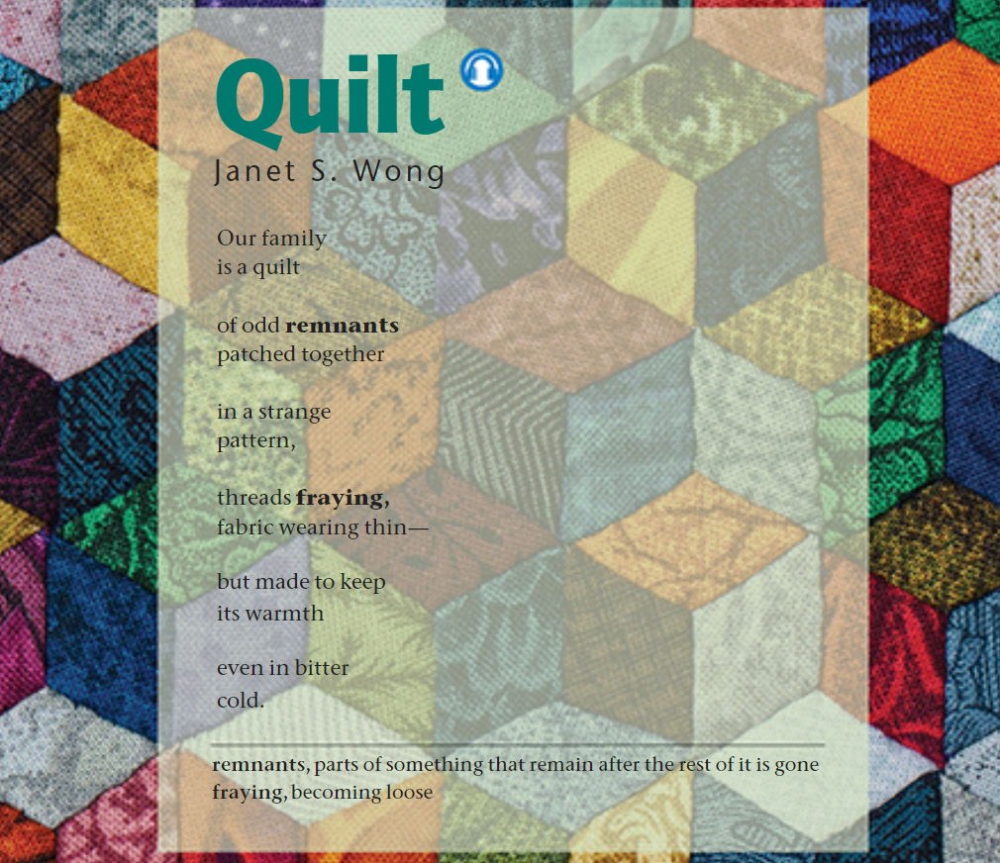 Quilt
Janet S. Wong
Our family
is a quilt
of odd remnants
patched together
in a strange
pattern,
threads fraying,
fabric wearing thin—
but made to keep
its warmth
even in bitter
cold.
remnants, parts of something that remain after the rest of it is gone
fraying, becoming loose